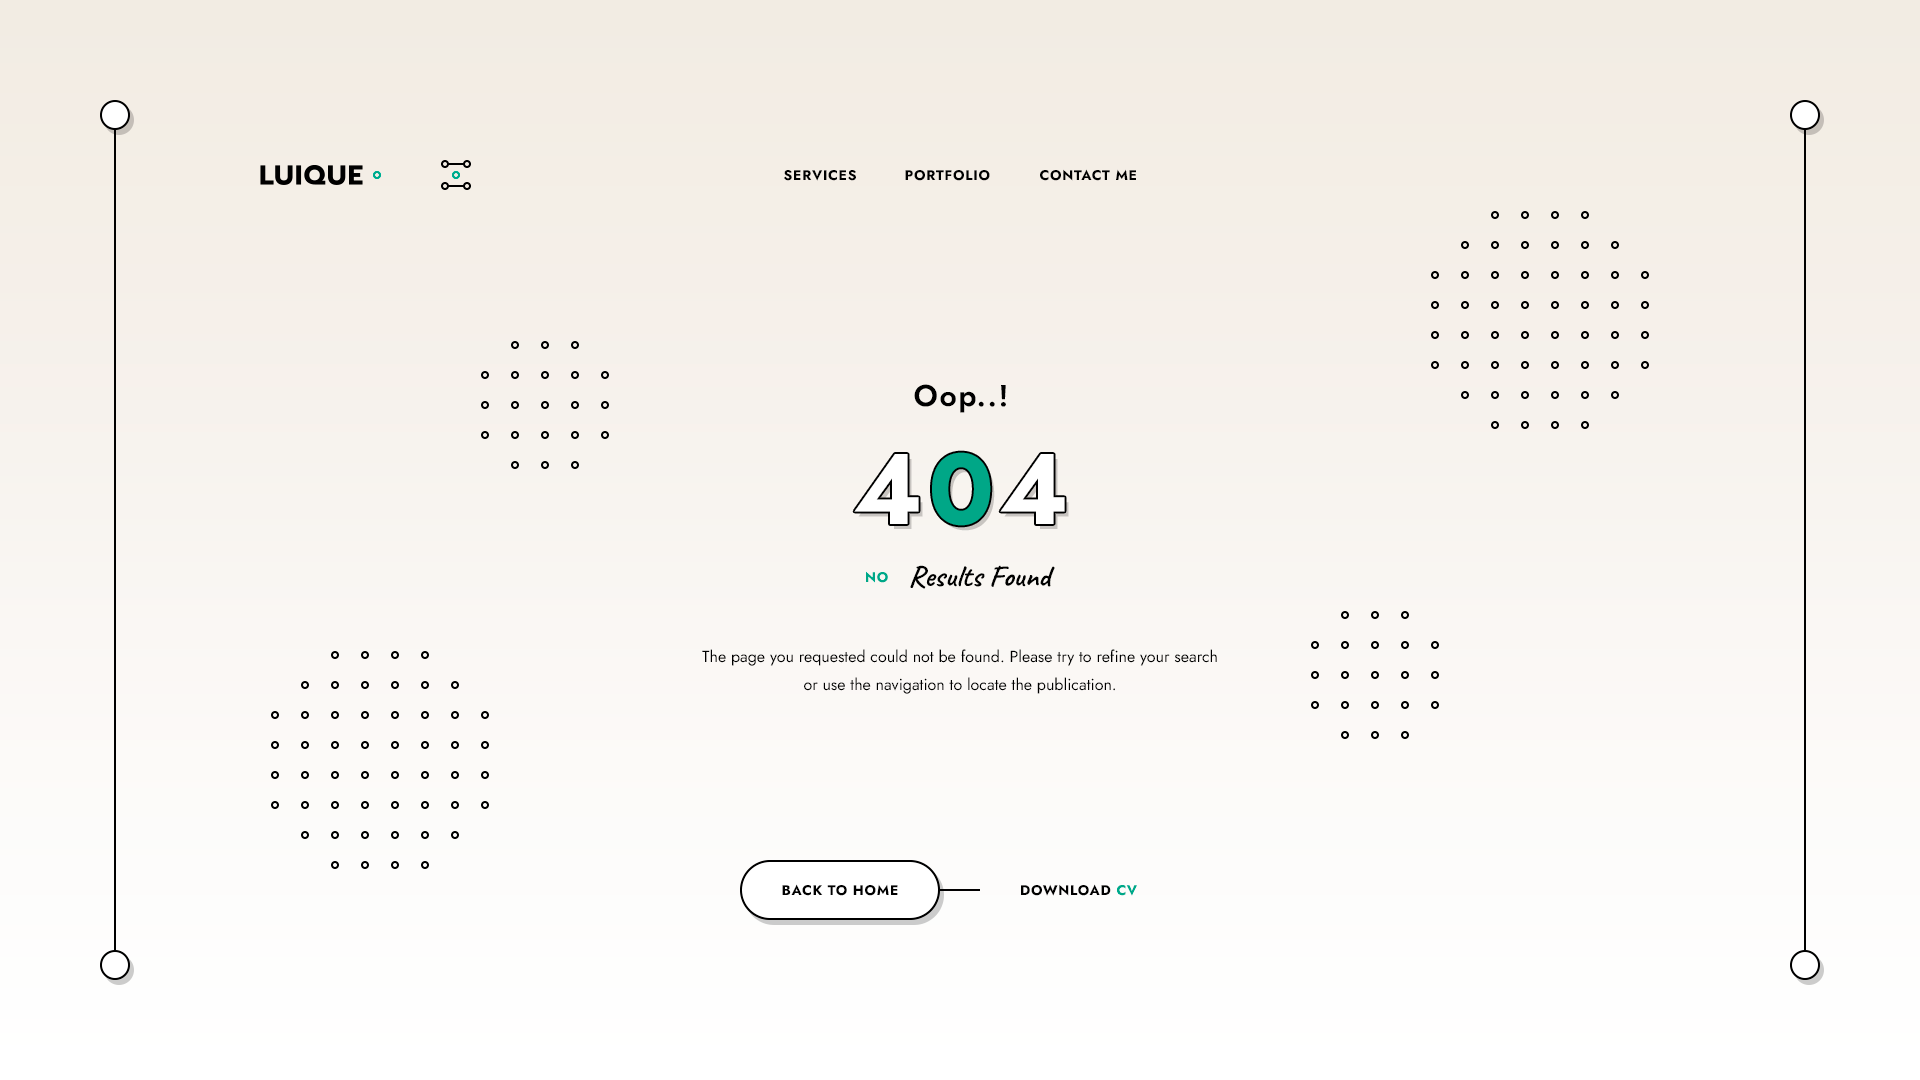 LUIQUE
SERVICES PORTFOLIO CONTACT ME
Oop..!
404
NO Results Found
The page you requested could not be found. Please try to refine your search
or use the navigation to locate the publication.
BACK TO HOME
DOWNLOAD CV